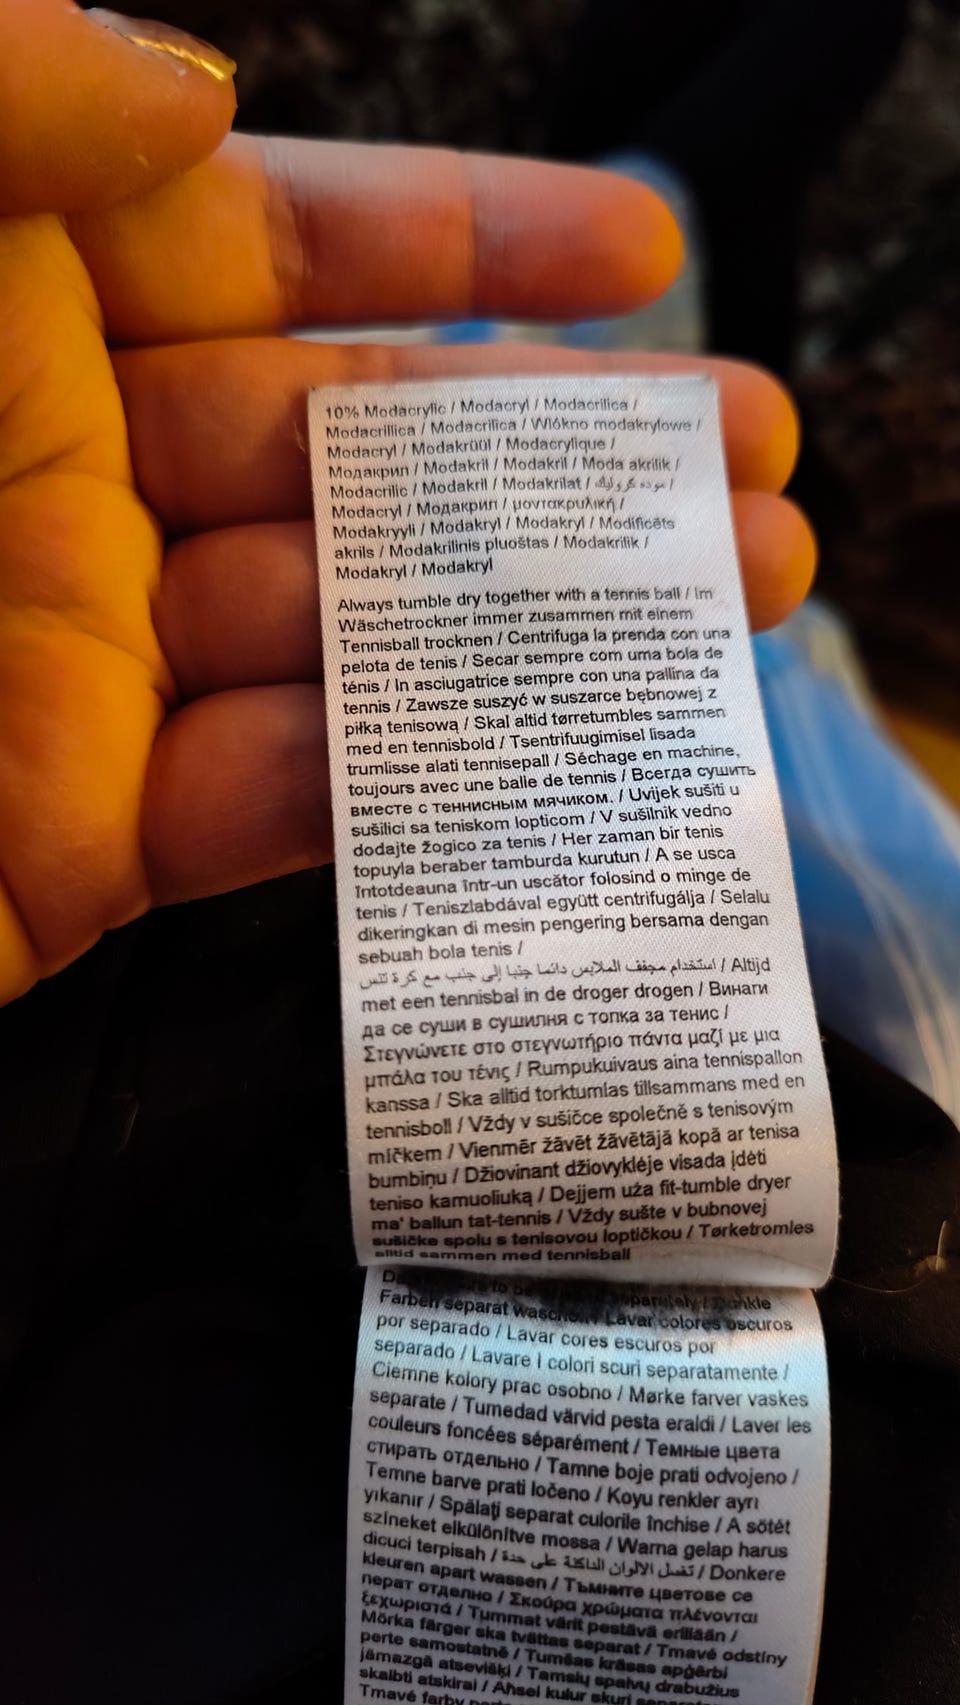 10% Modacrylic / Modacryl / Modacrilica /
Modacrillica / Modacrilica / Włókno modakrylowe /
Modacryl / Modakrüül / Modacrylique /
Модакрил / Modakril / Modakril / Moda akrilik /
Modacrilic / Modakril / Modakrilat /
Modacryl / Модакрил / μοντακρυλική /
Modakryyli / Modakryl / Modakryl / Modificēts
akrils / Modakrilinis pluoštas / Modakrilik /
Modakryl / Modakryl
Always tumble dry together with a tennis ball / Im
Wäschetrockner immer zusammen mit einem
Tennisball trocknen / Centrifuga la prenda con una
pelota de tenis / Secar sempre com uma bola de
ténis / In asciugatrice sempre con una pallina da
tennis / Zawsze suszyć w suszarce bębnowej z
piłką tenisową / Skal altid tørretumbles sammen
med en tennisbold / Tsentrifuugimisel lisada
trumlisse alati tennisepall / Séchage en machine,
toujours avec une balle de tennis / Всегда сушить
вместе с теннисным мячиком. / Uvijek sušiti u
sušilici sa teniskom lopticom / V sušilnik vedno
dodajte žogico za tenis / Her zaman bir tenis
topuyla beraber tamburda kurutun / A se usca
întotdeauna într-un uscător folosind o minge de
tenis / Teniszlabdával együtt centrifugálja / Selalu
dikeringkan di mesin pengering bersama dengan
sebuah bola tenis /
استخدام مجفف الملابس دائما جنبا إلى جنب مع كرة تنس / Altijd
met een tennisbal in de droger drogen / Винаги
да се суши в сушилня с топка за тенис /
Στεγνώνετε στο στεγνωτήριο πάντα μαζί με μια
μπάλα του τένις / Rumpukuivaus aina tennispallon
kanssa / Ska alltid torktumlas tillsammans med en
tennisboll / Vždy v sušičce společně s tenisovým
míčkem / Vienmēr žāvēt žāvētājā kopā ar tenisa
bumbiņu / Džiovinant džiovyklėje visada įdėti
teniso kamuoliuką / Dejjem uża fit-tumble dryer
ma' ballun tat-tennis / Vždy sušte v bubnovej
sušičke spolu s tenisovou loptičkou / Tørketromles
alltid sammen med tennisball
separately / Dunkle
Farben separat waschen / Lavar colores oscuros
por separado / Lavar cores escuros por
separado / Lavare I colori scuri separatamente /
Ciemne kolory prac osobno / Mørke farver vaskes
separate / Tumedad värvid pesta eraldi / Laver les
couleurs foncées séparément / Темные цвета
стирать отдельно / Tamne boje prati odvojeno /
Temne barve prati ločeno / Koyu renkler ayrı
yıkanır / Spălaţi separat culorile închise / A sötét
színeket elkülönítve mossa / Warna gelap harus
dicuci terpisah / تغسل الالوان الداكنة على حدة / Donkere
kleuren apart wassen / Тъмните цветове се
перат отделно / Σκούρα χρώματα πλένονται
ξεχωριστά / Tummat värit pestävä erillään /
Mörka färger ska tvättas separat / Tmavé odstíny
perte samostatně / Tumšas krāsas apģērbi
jāmazgā atsevišķi / Tamsių spalvų drabužius
skalbti atskirai / Ahsel kulur skuri
Tmavé farby